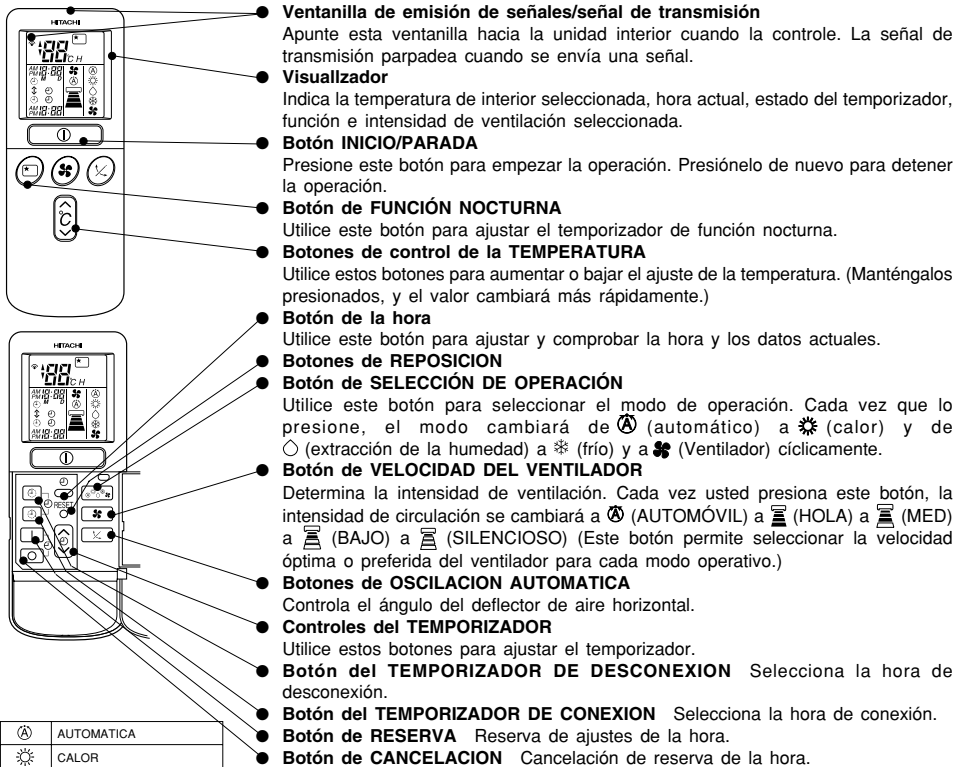 Ventanilla de emisión de señales/señal de transmisión
Apunte esta ventanilla hacia la unidad interior cuando la controle. La señal de
transmisión parpadea cuando se envía una señal.
Visuallzador
Indica la temperatura de interior seleccionada, hora actual, estado del temporizador,
función e intensidad de ventilación seleccionada.
Botón INICIO/PARADA
Presione este botón para empezar la operación. Presiónelo de nuevo para detener
la operación.
Botón de FUNCIÓN NOCTURNA
Utilice este botón para ajustar el temporizador de función nocturna.
Botones de control de la TEMPERATURA
Utilice estos botones para aumentar o bajar el ajuste de la temperatura. (Manténgalos
presionados, y el valor cambiará más rápidamente.)
Botón de la hora
Utilice este botón para ajustar y comprobar la hora y los datos actuales.
Botones de REPOSICION
Botón de SELECCIÓN DE OPERACIÓN
Utilice este botón para seleccionar el modo de operación. Cada vez que lo
presione, el modo cambiará de (automático) a (calor) y de
(extracción de la humedad) a (frío) y a (Ventilador) cíclicamente.
Botón de VELOCIDAD DEL VENTILADOR
Determina la intensidad de ventilación. Cada vez usted presiona este botón, la
intensidad de circulación se cambiará a (AUTOMÓVIL) a (HOLA) a (MED)
a (BAJO) a (SILENCIOSO) (Este botón permite seleccionar la velocidad
óptima o preferida del ventilador para cada modo operativo.)
Botones de OSCILACION AUTOMATICA
Controla el ángulo del deflector de aire horizontal.
Controles del TEMPORIZADOR
Utilice estos botones para ajustar el temporizador.
Botón del TEMPORIZADOR DE DESCONEXION Selecciona la hora de
desconexión.
Botón del TEMPORIZADOR DE CONEXION Selecciona la hora de conexión.
Botón de RESERVA Reserva de ajustes de la hora.
Botón de CANCELACION Cancelación de reserva de la hora.
HITACHI
88 C H
AM
PM
M D
AM
PM
°C
HITACHI
88 C H
AM
PM
M D
AM
PM
RESET
AUTOMATICA
CALOR